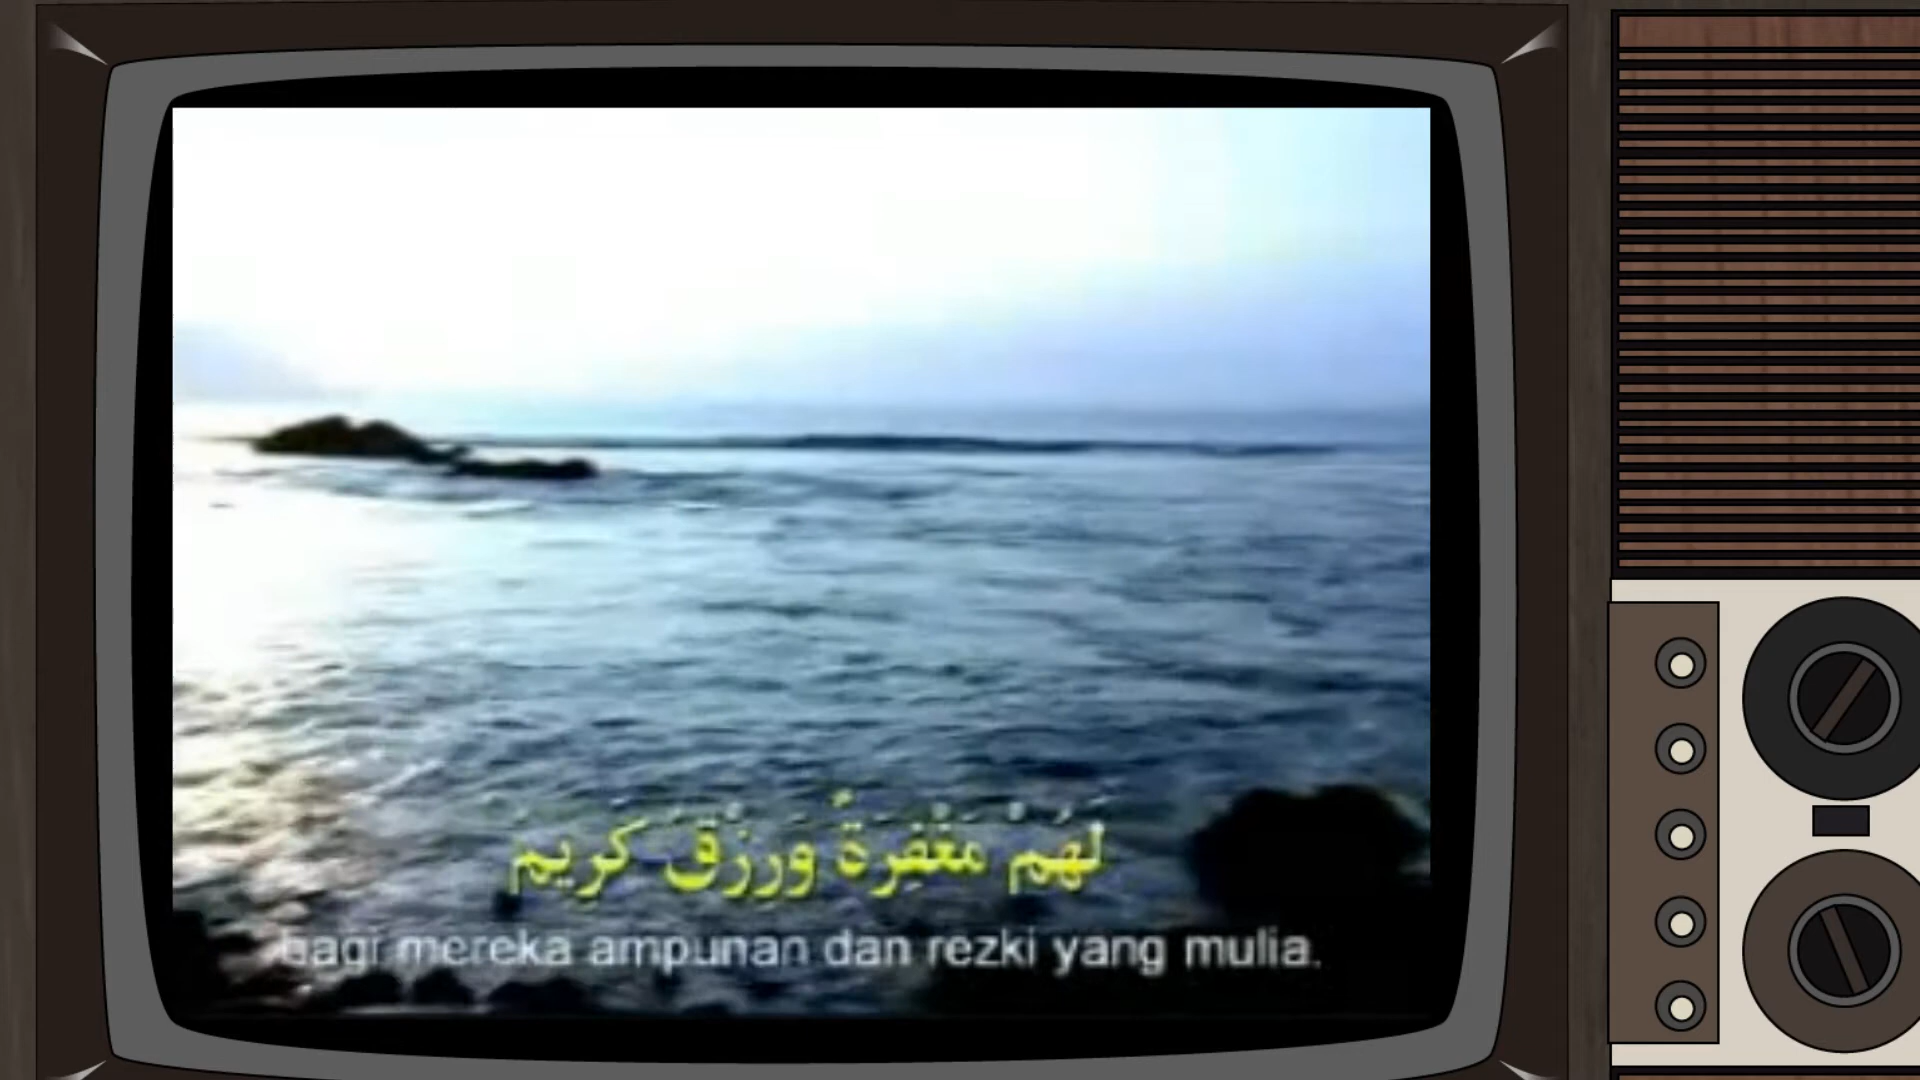 لَهُمْ مَغْفِرَةٌ وَرِزْقٌ كَرِيمٌ
bagi mereka ampunan dan rezki yang mulia.